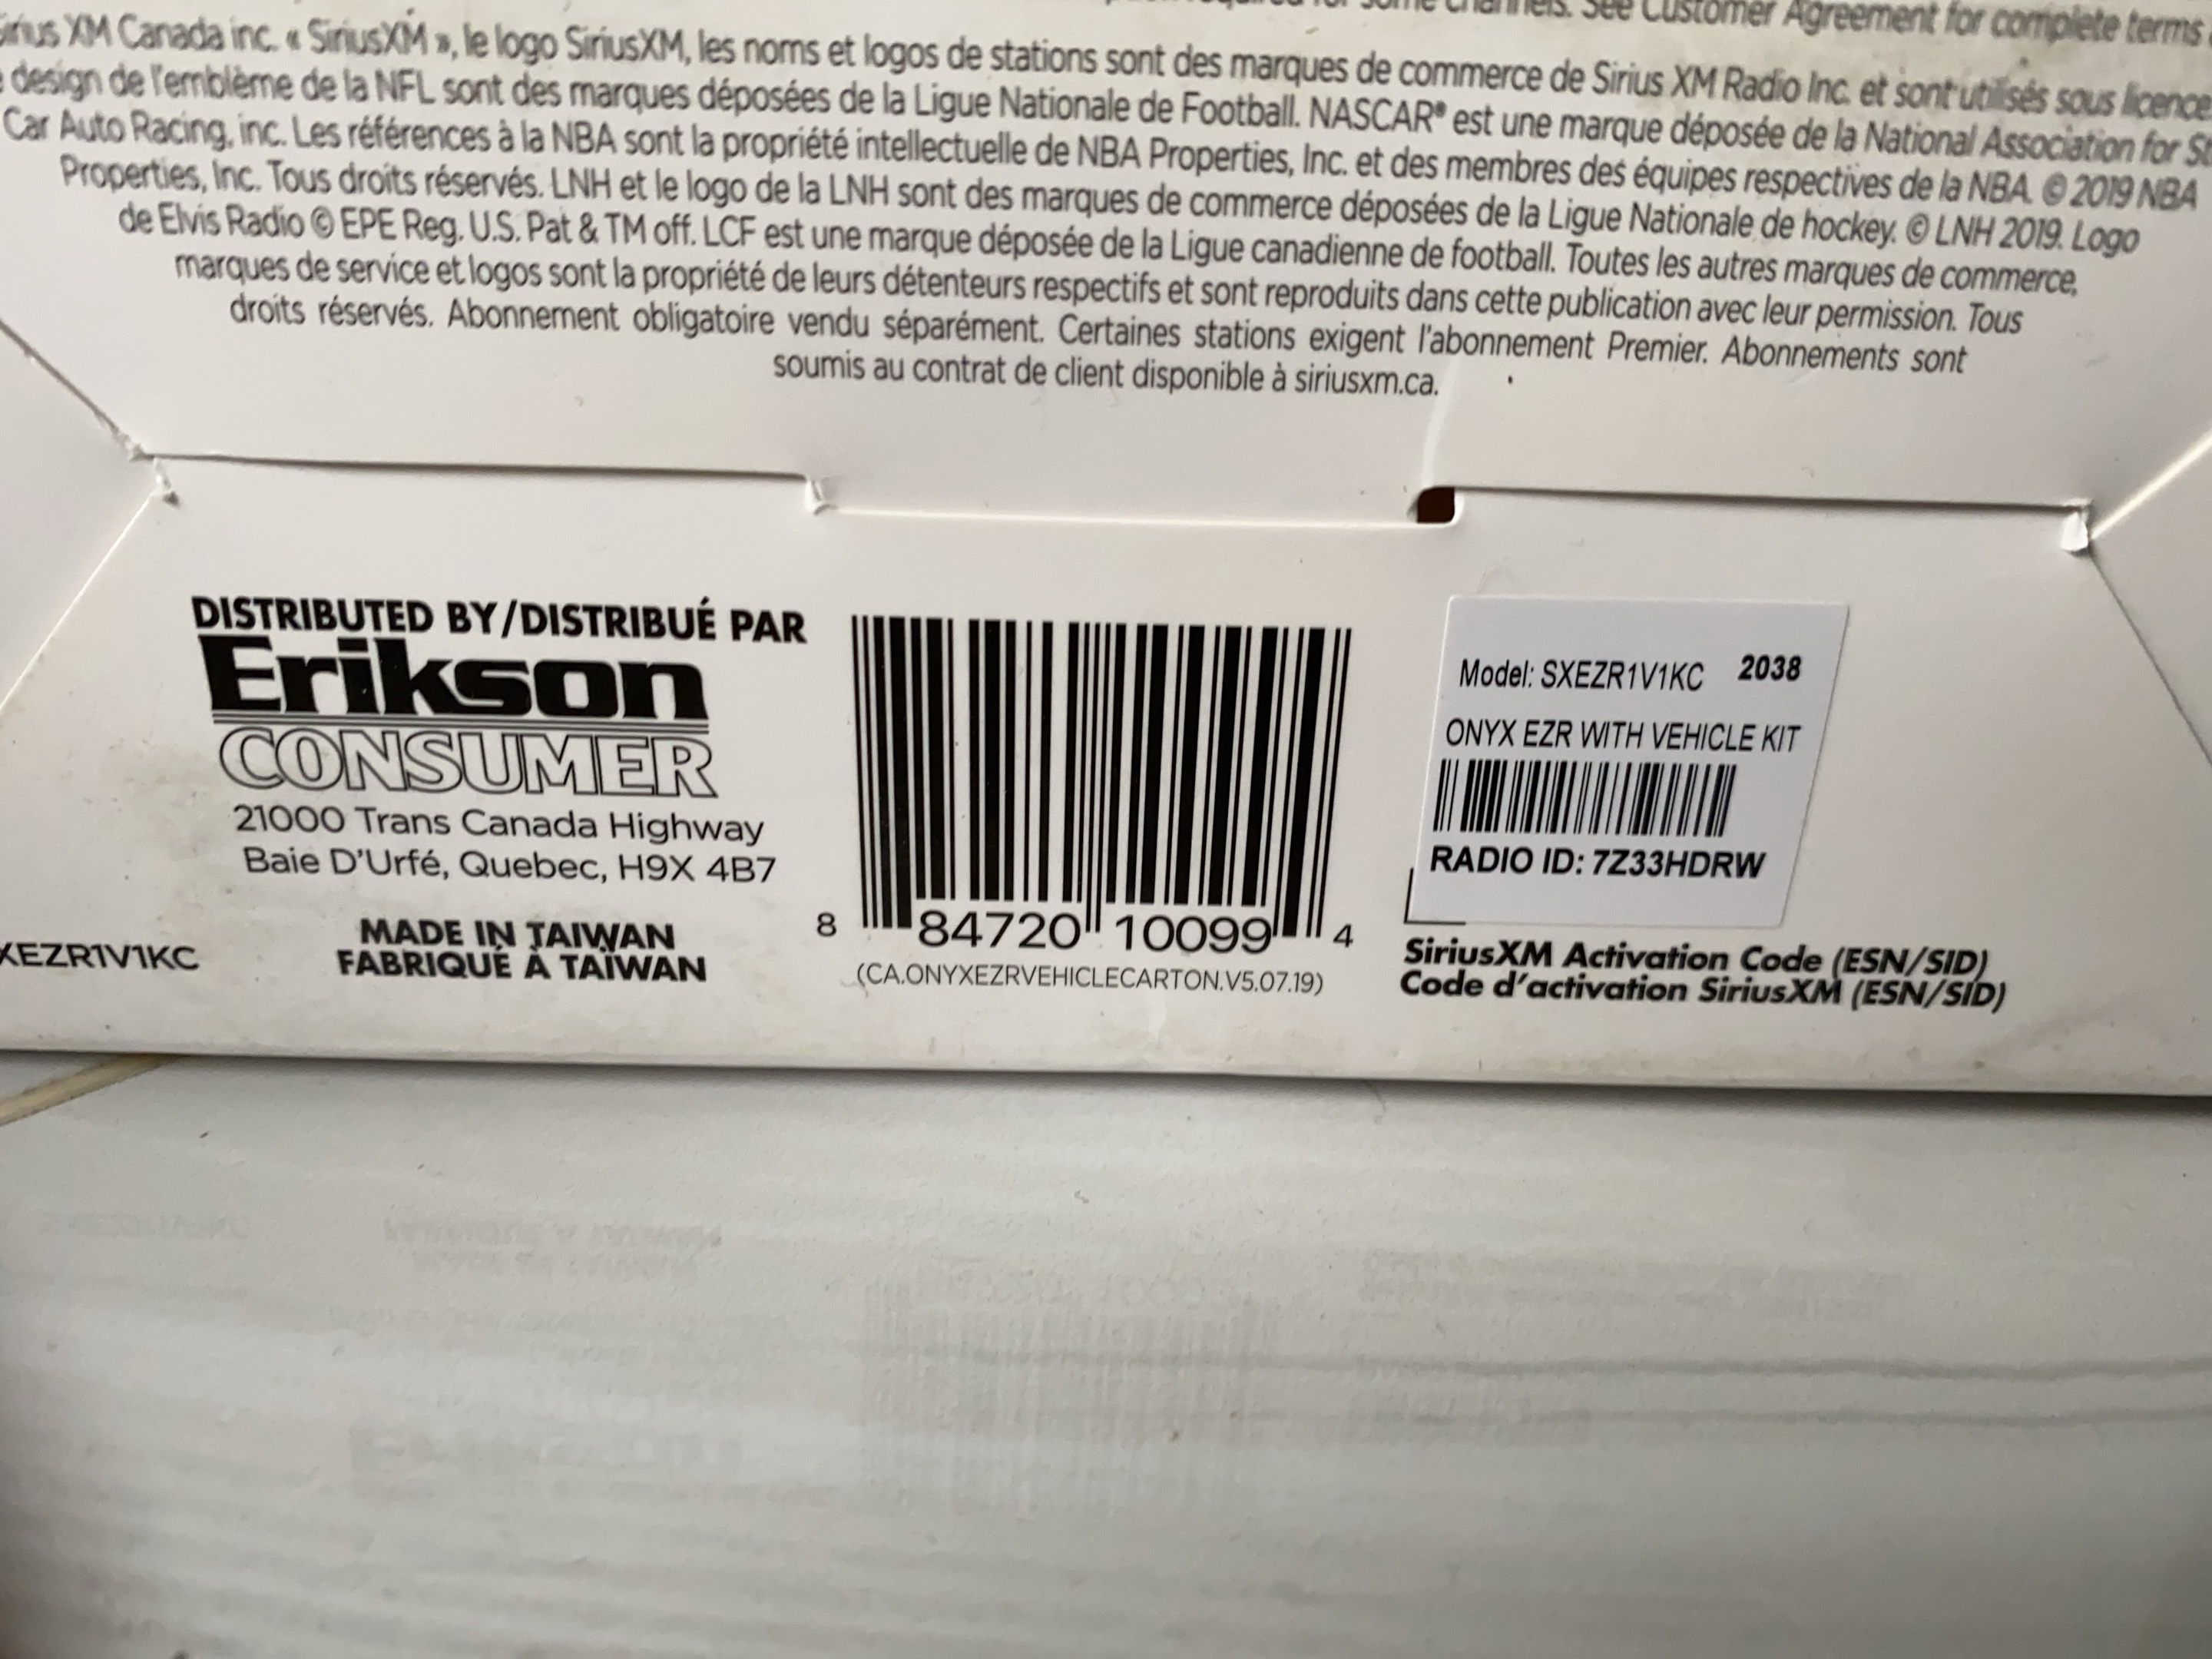 some channels. See Customer Agreement for complete terms
XM Canada inc. « SiriusXM », le logo SiriusXM, les noms et logos de stations sont des marques de commerce de Sirius XM Radio Inc. et sont utilisés sous licence.
design de l'emblème de la NFL sont des marques déposées de la Ligue Nationale de Football. NASCAR® est une marque déposée de la National Association for
Car Auto Racing, inc. Les références à la NBA sont la propriété intellectuelle de NBA Properties, Inc. et des membres des équipes respectives de la NBA. © 2019 NBA
Properties, Inc. Tous droits réservés. LNH et le logo de la LNH sont des marques de commerce déposées de la Ligue Nationale de hockey. © LNH 2019. Logo
de Elvis Radio © EPE Reg. U.S. Pat & TM off. LCF est une marque déposée de la Ligue canadienne de football. Toutes les autres marques de commerce,
marques de service et logos sont la propriété de leurs détenteurs respectifs et sont reproduits dans cette publication avec leur permission. Tous
droits réservés. Abonnement obligatoire vendu séparément. Certaines stations exigent l'abonnement Premier. Abonnements sont
soumis au contrat de client disponible à siriusxm.ca.
DISTRIBUTED BY/DISTRIBUÉ PAR
Erikson
CONSUMER
21000 Trans Canada Highway
Baie D'Urfé, Quebec, H9X 4B7
MADE IN TAIWAN
FABRIQUÉ À TAÏWAN
XEZR1V1KC
8 84720 10099 4
(CA.ONYXEZRVEHICLECARTON.V5.07.19)
Model: SXEZR1V1KC 2038
ONYX EZR WITH VEHICLE KIT
RADIO ID: 7Z33HDRW
SiriusXM Activation Code (ESN/SID)
Code d'activation SiriusXM (ESN/SID)